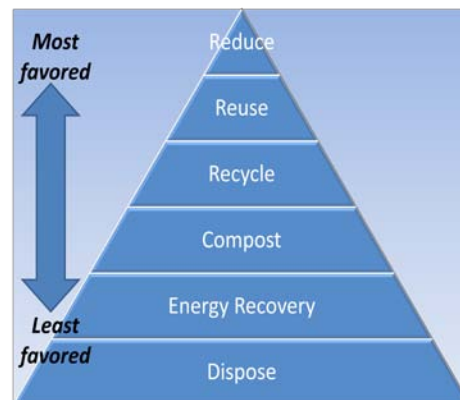 Most
favored
Reduce
Reuse
Recycle
Compost
Energy Recovery
Least
favored
Dispose